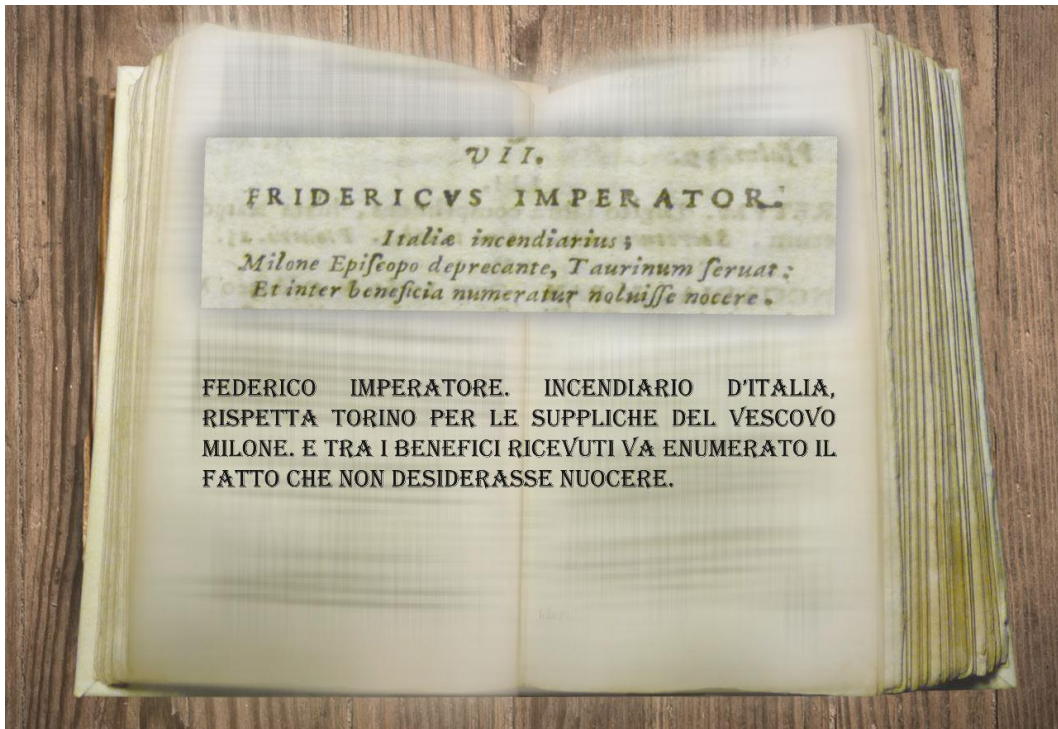 VII.
FRIDERICVS IMPERATOR.
Italiæ incendiarius;
Milone Epiſcopo deprecante, Taurinum ſeruat:
Et inter beneficia numeratur noluiſſe nocere.
FEDERICO IMPERATORE. INCENDIARIO D'ITALIA,
RISPETTA TORINO PER LE SUPPLICHE DEL VESCOVO
MILONE. E TRA I BENEFICI RICEVUTI VA ENUMERATO IL
FATTO CHE NON DESIDERASSE NUOCERE.